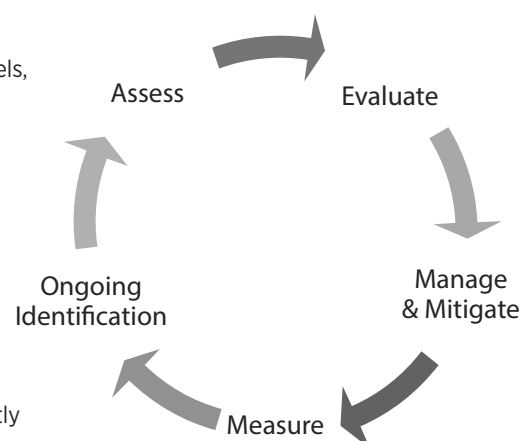 Assess
Evaluate
Manage
& Mitigate
Measure
Ongoing
Identification